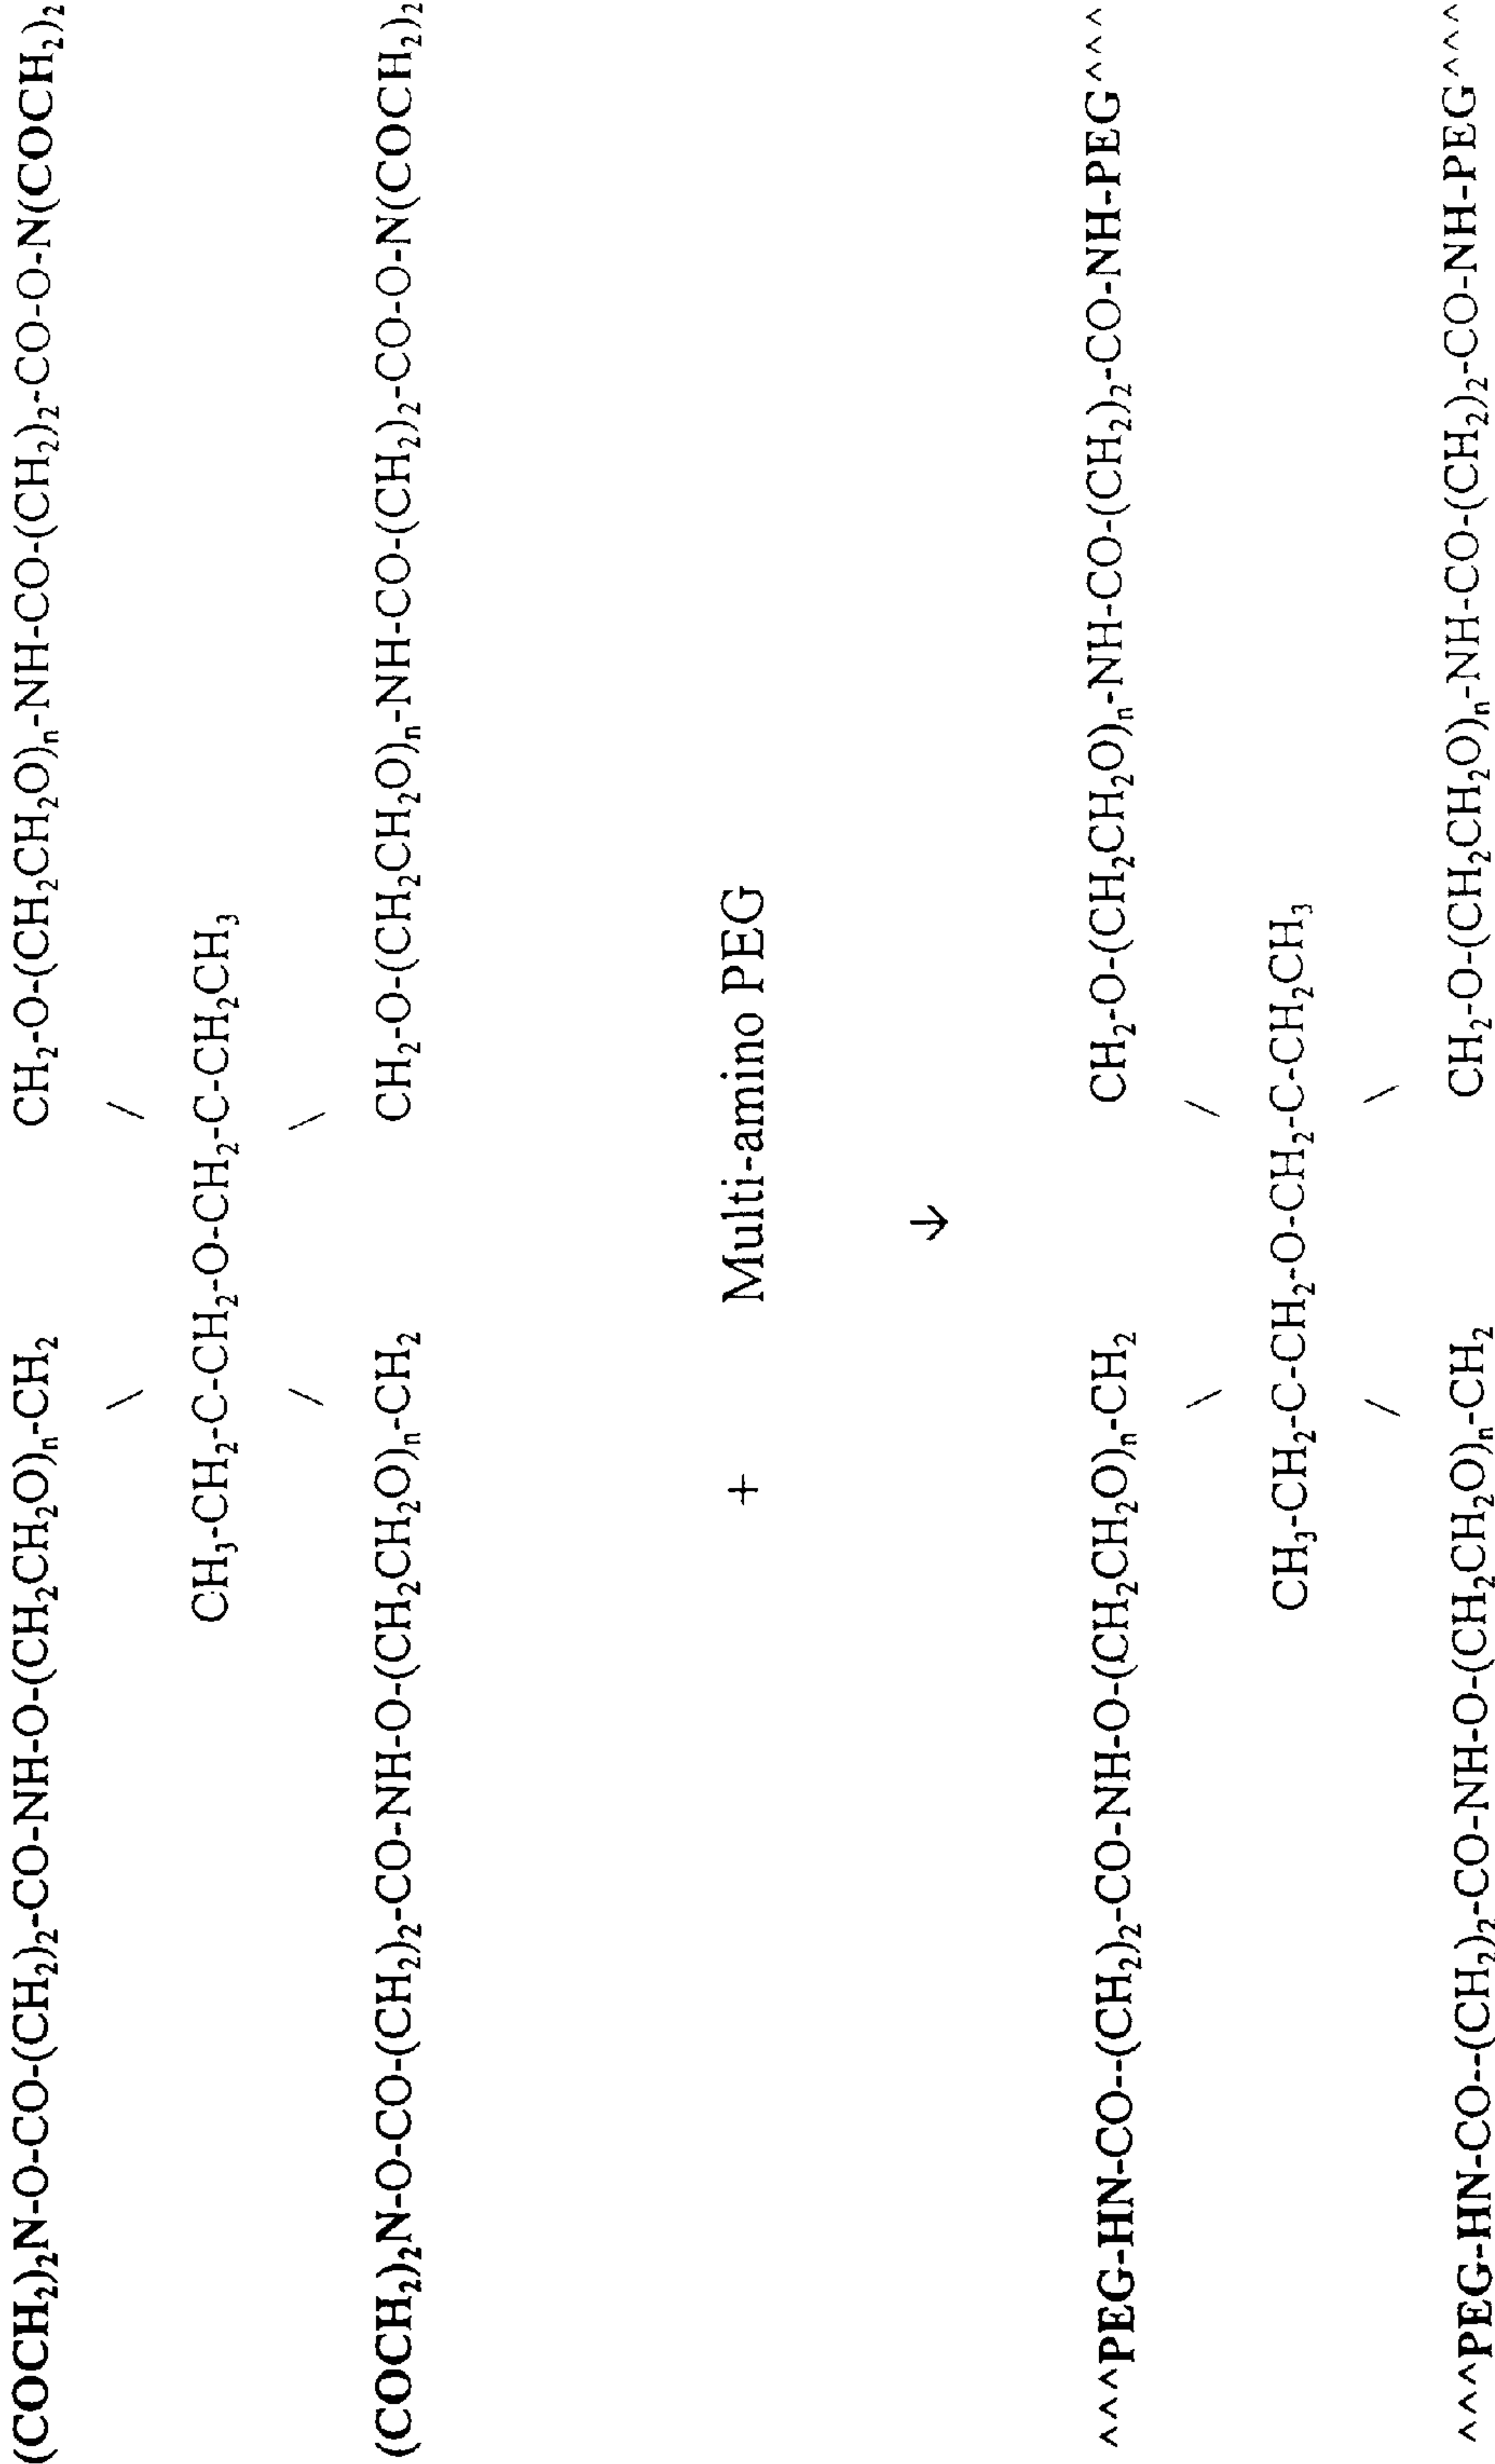 (COCH₂)₂N-O-CO-(CH₂)₂-CO-NH-O-(CH₂CH₂O)ₙ-CH₂ CH₂-O-(CH₂CH₂O)ₙ-NH-CO-(CH₂)₂-CO-O-N(COCH₂)₂
\ /
CH₃-CH₂-C-CH₂-O-CH₂-C-CH₂CH₃
/ \
(COCH₂)₂N-O-CO-(CH₂)₂-CO-NH-O-(CH₂CH₂O)ₙ-CH₂ CH₂-O-(CH₂CH₂O)ₙ-NH-CO-(CH₂)₂-CO-O-N(COCH₂)₂
+ Multi-amino PEG
↓
^^^PEG-HN-CO--(CH₂)₂-CO-NH-O-(CH₂CH₂O)ₙ-CH₂ CH₂-O-(CH₂CH₂O)ₙ-NH-CO-(CH₂)₂-CO-NH-PEG^^^
\ /
CH₃-CH₂-C-CH₂-O-CH₂-C-CH₂CH₃
/ \
^^^PEG-HN-CO--(CH₂)₂-CO-NH-O-(CH₂CH₂O)ₙ-CH₂ CH₂-O-(CH₂CH₂O)ₙ-NH-CO-(CH₂)₂-CO-NH-PEG^^^